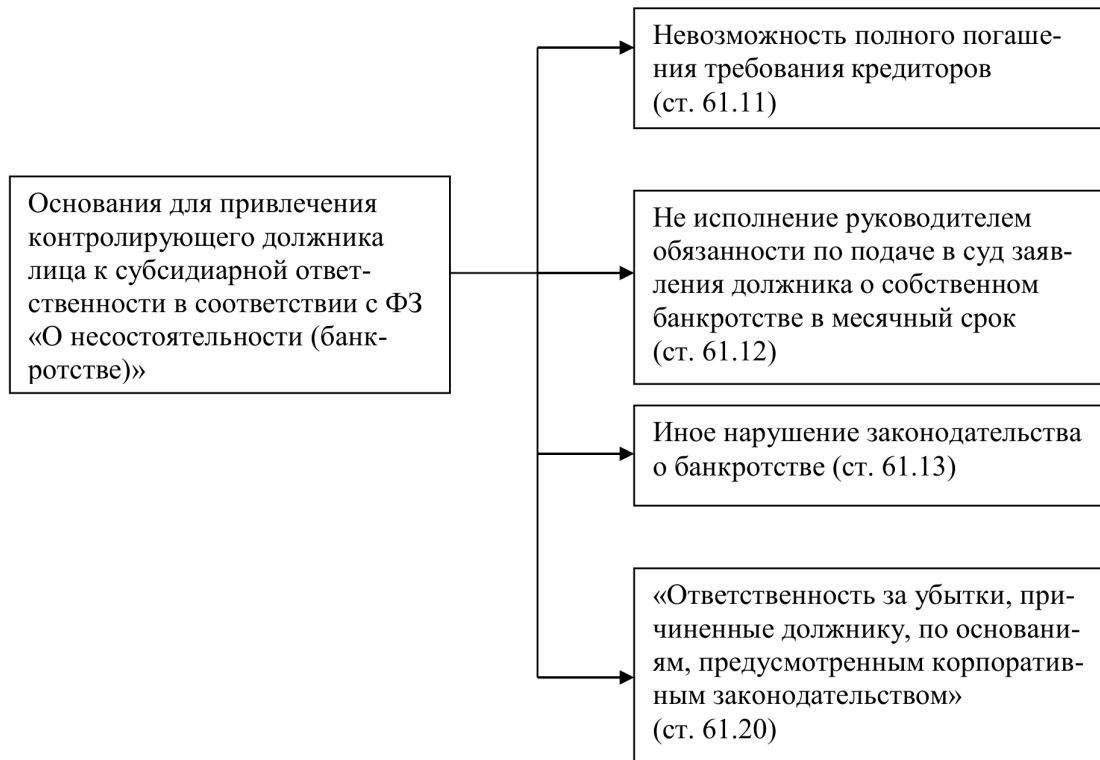 Основания для привлечения
контролирующего должника
лица к субсидиарной ответ-
ственности в соответствии с ФЗ
«О несостоятельности (банк-
ротстве)»
Невозможность полного погаше-
ния требования кредиторов
(ст. 61.11)
Не исполнение руководителем
обязанности по подаче в суд заяв-
ления должника о собственном
банкротстве в месячный срок
(ст. 61.12)
Иное нарушение законодательства
о банкротстве (ст. 61.13)
«Ответственность за убытки, при-
чиненные должнику, по основани-
ям, предусмотренным корпоратив-
ным законодательством»
(ст. 61.20)